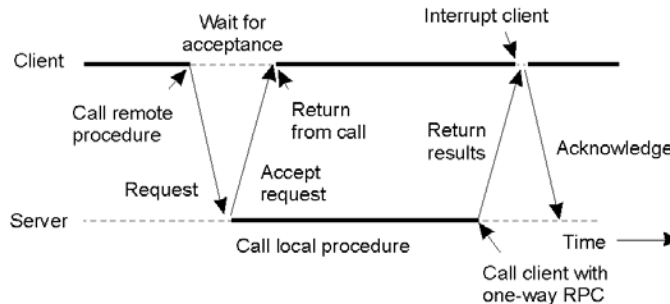 Wait for
acceptance
Interrupt client
Client
Call remote
procedure
Return
from call
Return
results
Acknowledge
Request
Accept
request
Server
Call local procedure
Time
Call client with
one-way RPC